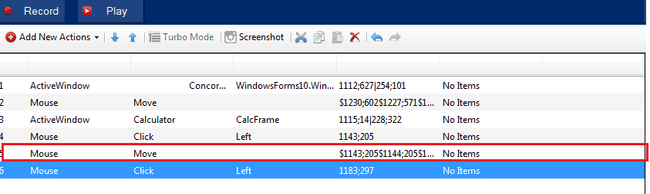 Record Play
Add New Actions Turbo Mode Screenshot
1 ActiveWindow Concor... WindowsForms10.Win... 1112;627|254;101 No Items
2 Mouse Move $1230;602$1227;571$1... No Items
3 ActiveWindow Calculator CalcFrame 1115;14|228;322 No Items
4 Mouse Click Left 1143;205 No Items
Mouse Move $1143;205$1144;205$1... No Items
6 Mouse Click Left 1183;297 No Items